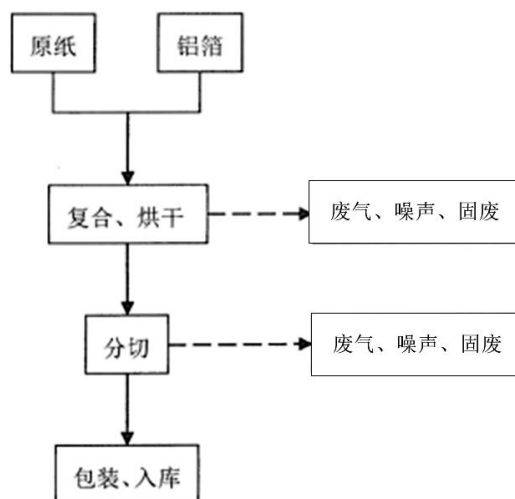 原纸
铝箔
复合、烘干
废气、噪声、固废
分切
废气、噪声、固废
包装、入库